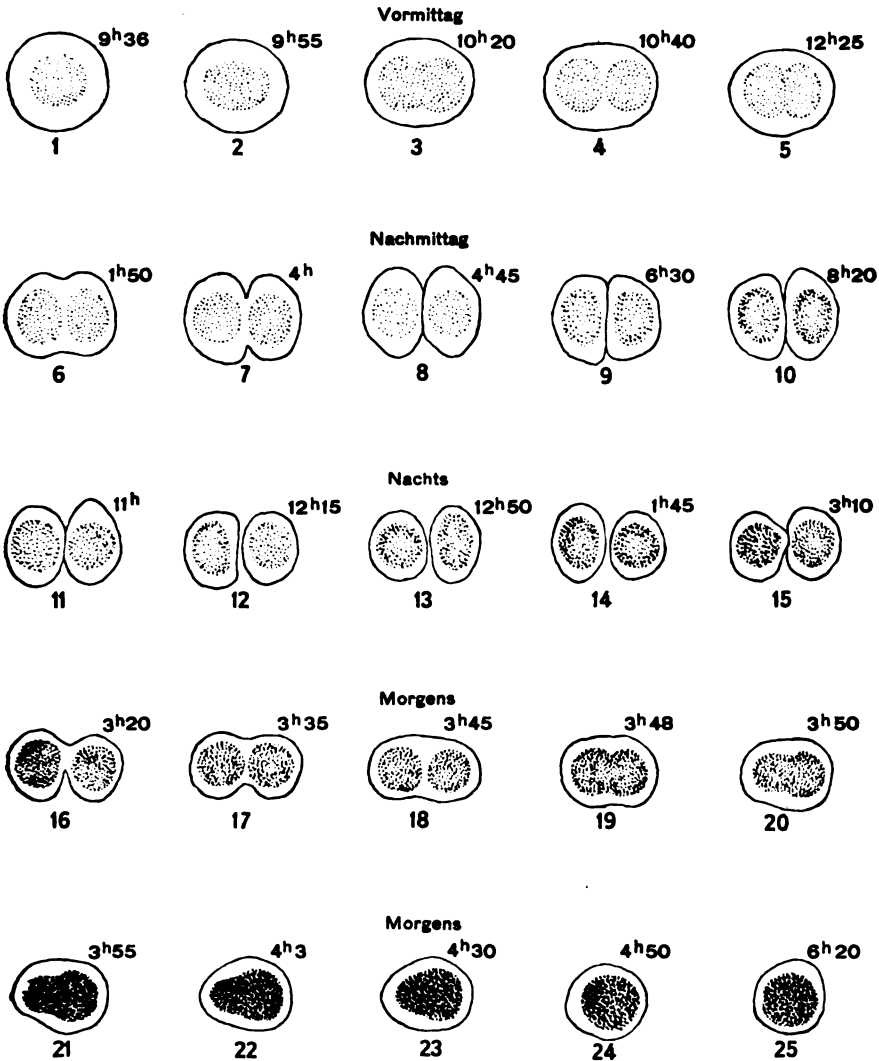 Vormittag
9h36 9h55 10h20 10h40 12h25
1 2 3 4 5
Nachmittag
1h50 4h 4h45 6h30 8h20
6 7 8 9 10
Nachts
11h 12h15 12h50 1h45 3h10
11 12 13 14 15
Morgens
3h20 3h35 3h45 3h48 3h50
16 17 18 19 20
Morgens
3h55 4h3 4h30 4h50 6h20
21 22 23 24 25